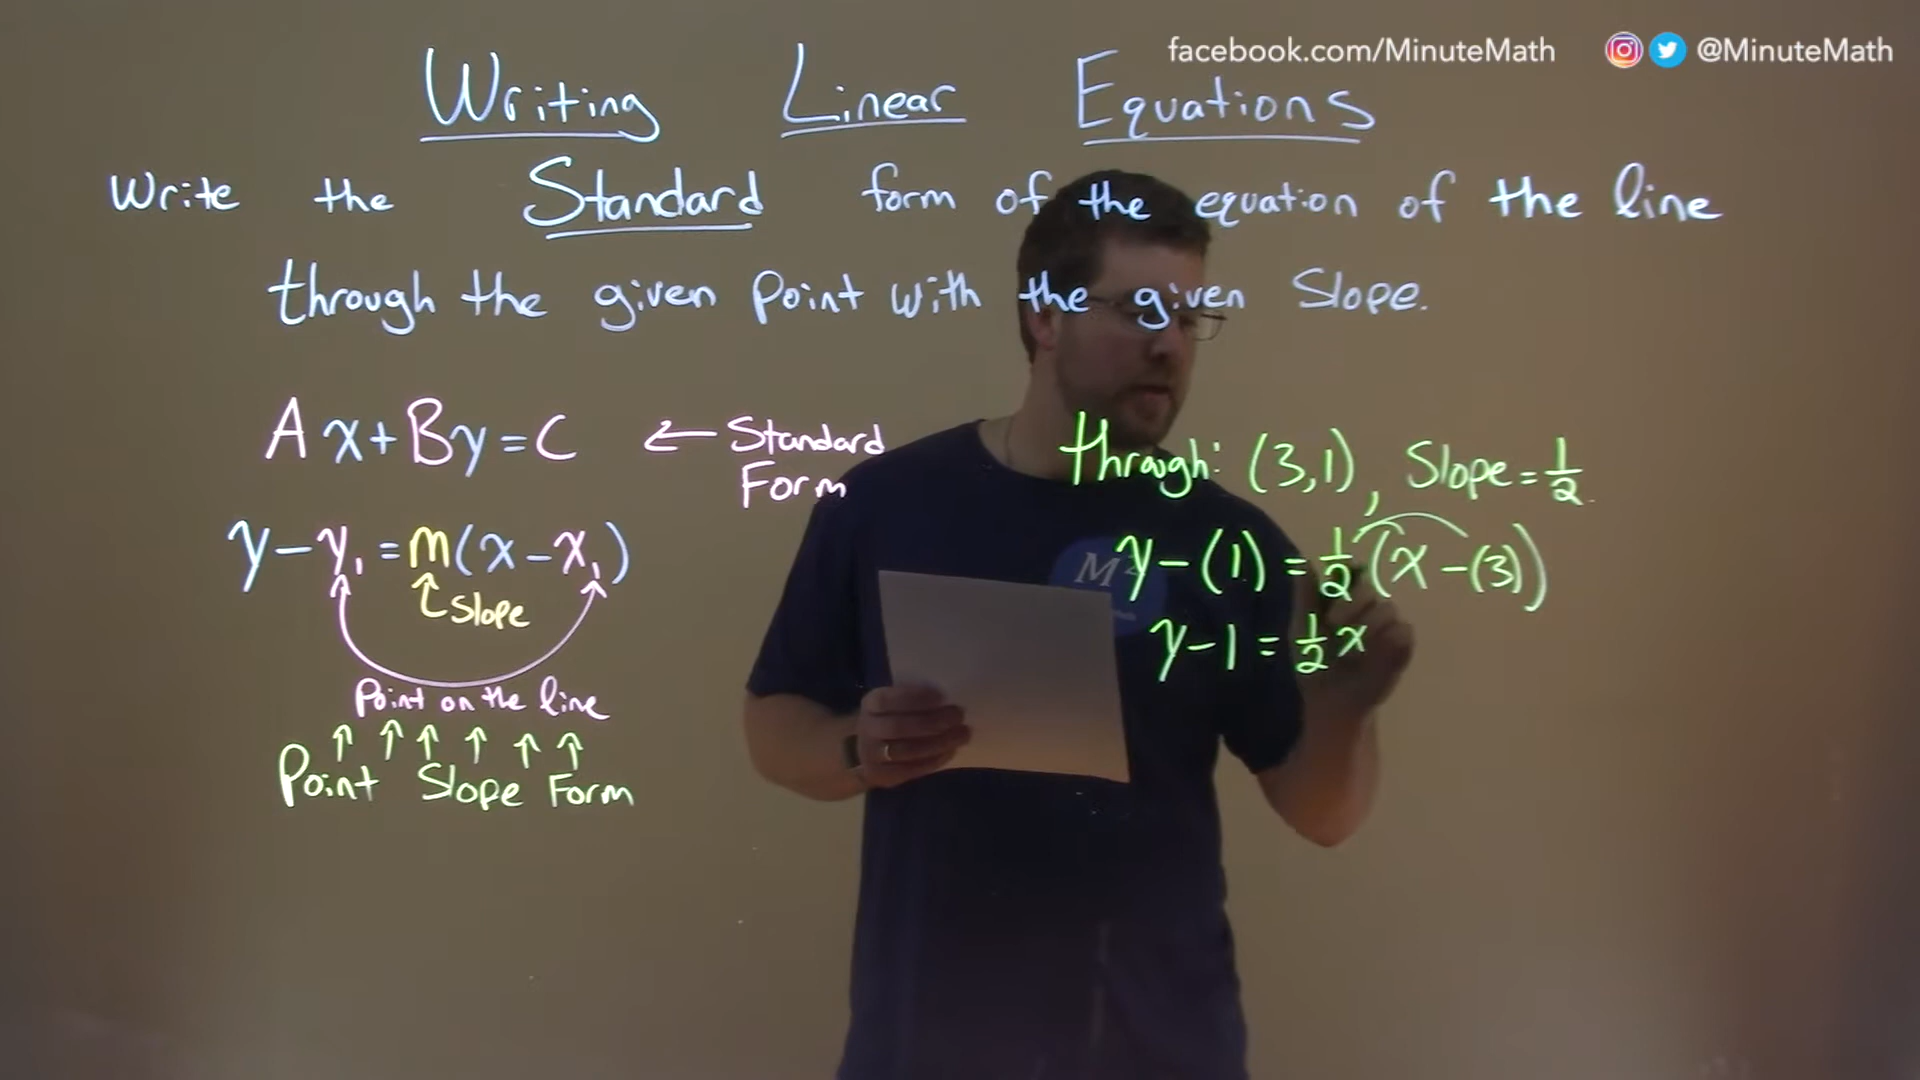 facebook.com/MinuteMath @MinuteMath
Writing Linear Equations
Write the Standard form of the equation of the line
through the given point with the given Slope.
Ax+By=C ← Standard Form
through: (3,1), Slope = 1/2
y-y₁=m(x-x₁)
y-(1)=1/2(x-(3))
Slope
y-1=1/2x
Point on the line
Point Slope Form
M²